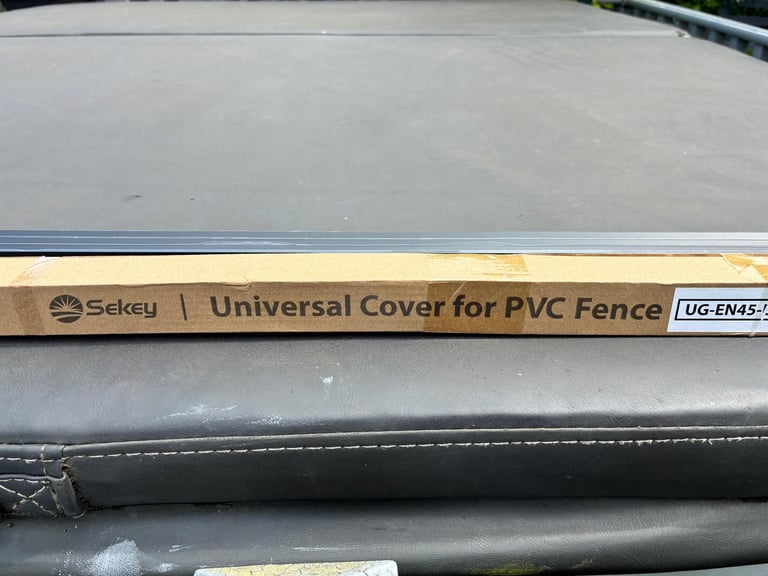 Sekey | Universal Cover for PVC Fence UG-EN45-